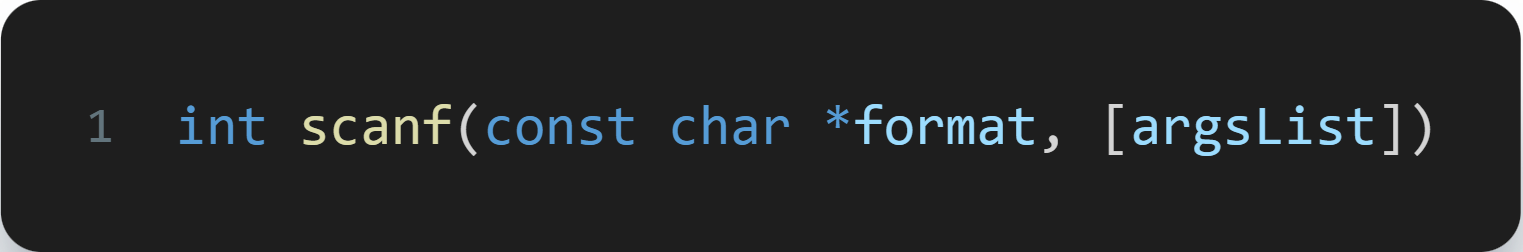 1 int scanf(const char *format, [argsList])